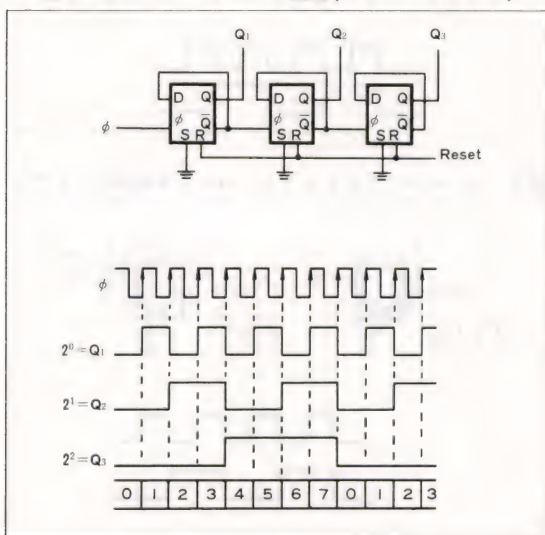 Q₁ Q₂ Q₃
D Q D Q D Q
φ φ Q̅ φ Q̅ φ Q̅
S R S R S R
Reset
φ
2⁰=Q₁
2¹=Q₂
2²=Q₃
0 1 2 3 4 5 6 7 0 1 2 3